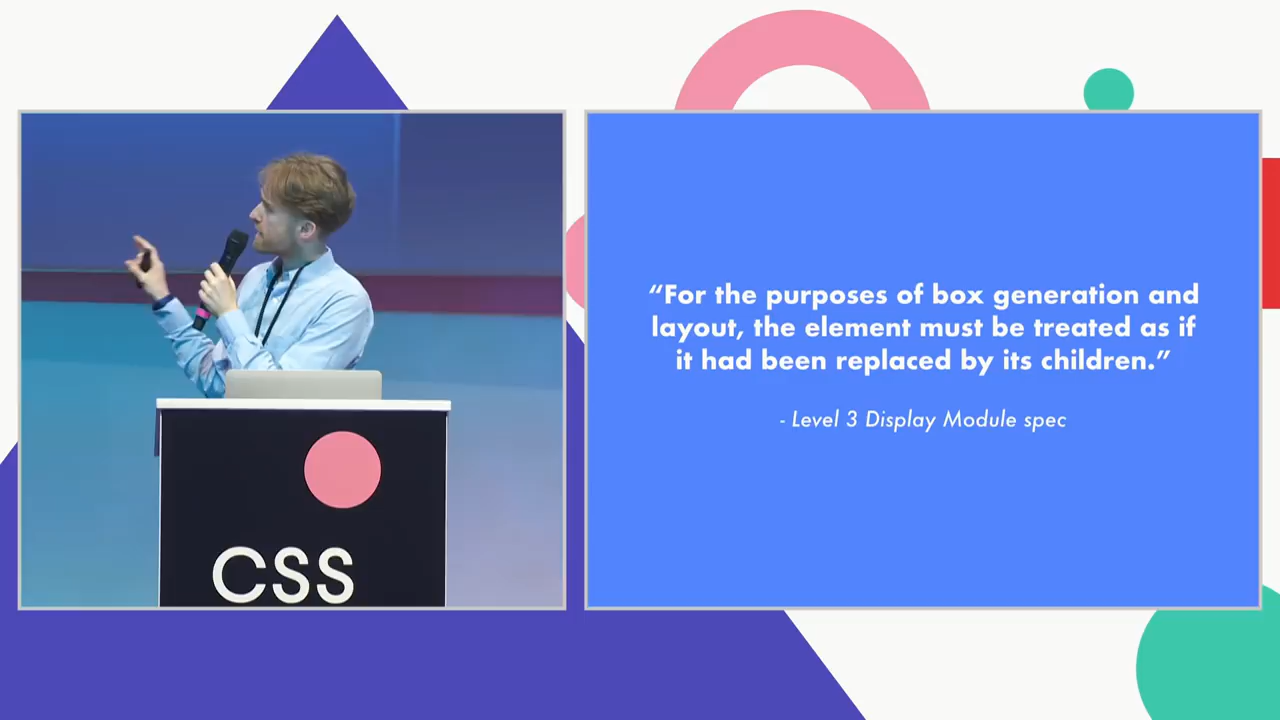 “For the purposes of box generation and
layout, the element must be treated as if
it had been replaced by its children.”
- Level 3 Display Module spec
CSS